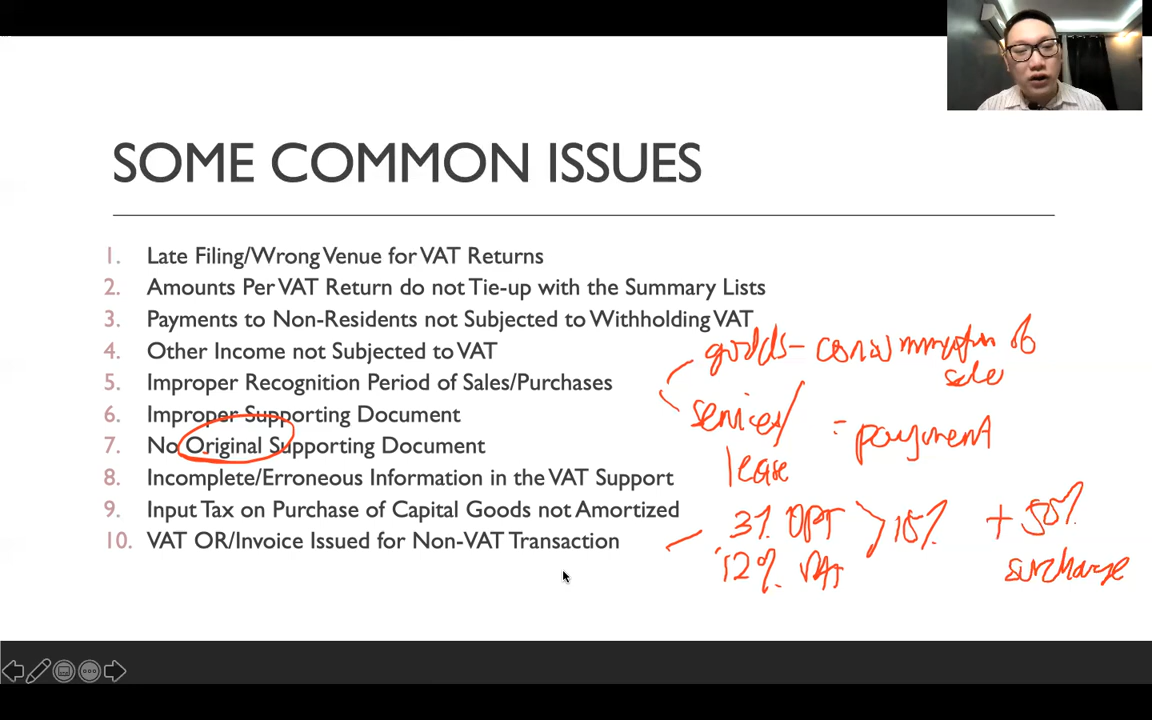 SOME COMMON ISSUES
1. Late Filing/Wrong Venue for VAT Returns
2. Amounts Per VAT Return do not Tie-up with the Summary Lists
3. Payments to Non-Residents not Subjected to Withholding VAT
4. Other Income not Subjected to VAT
5. Improper Recognition Period of Sales/Purchases
6. Improper Supporting Document
7. No Original Supporting Document
8. Incomplete/Erroneous Information in the VAT Support
9. Input Tax on Purchase of Capital Goods not Amortized
10. VAT OR/Invoice Issued for Non-VAT Transaction
goods - consummation of
sale
services/
lease
= payment
3% OPT
12% VAT
> 15%
+ 50%
surcharge